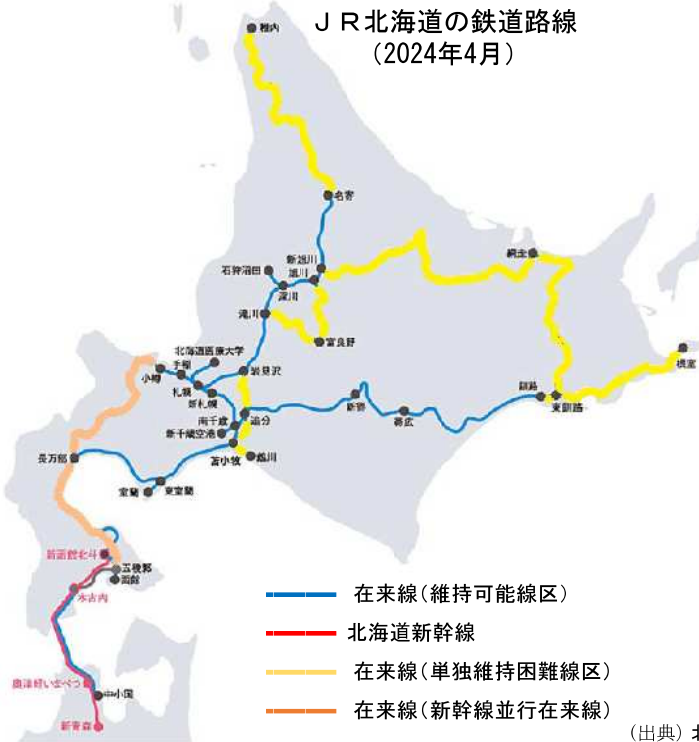 JR北海道の鉄道路線
(2024年4月)
稚内
名寄
新旭川
旭川
石狩沼田
深川
網走
滝川
富良野
北海道医療大学
手稲
小樽
岩見沢
札幌
新札幌
根室
釧路
東釧路
新得
帯広
南千歳
追分
新千歳空港
苫小牧
鵡川
長万部
室蘭
東室蘭
新函館北斗
五稜郭
函館
木古内
奥津軽いまべつ
中小国
新青森
在来線(維持可能線区)
北海道新幹線
在来線(単独維持困難線区)
在来線(新幹線並行在来線)
(出典)